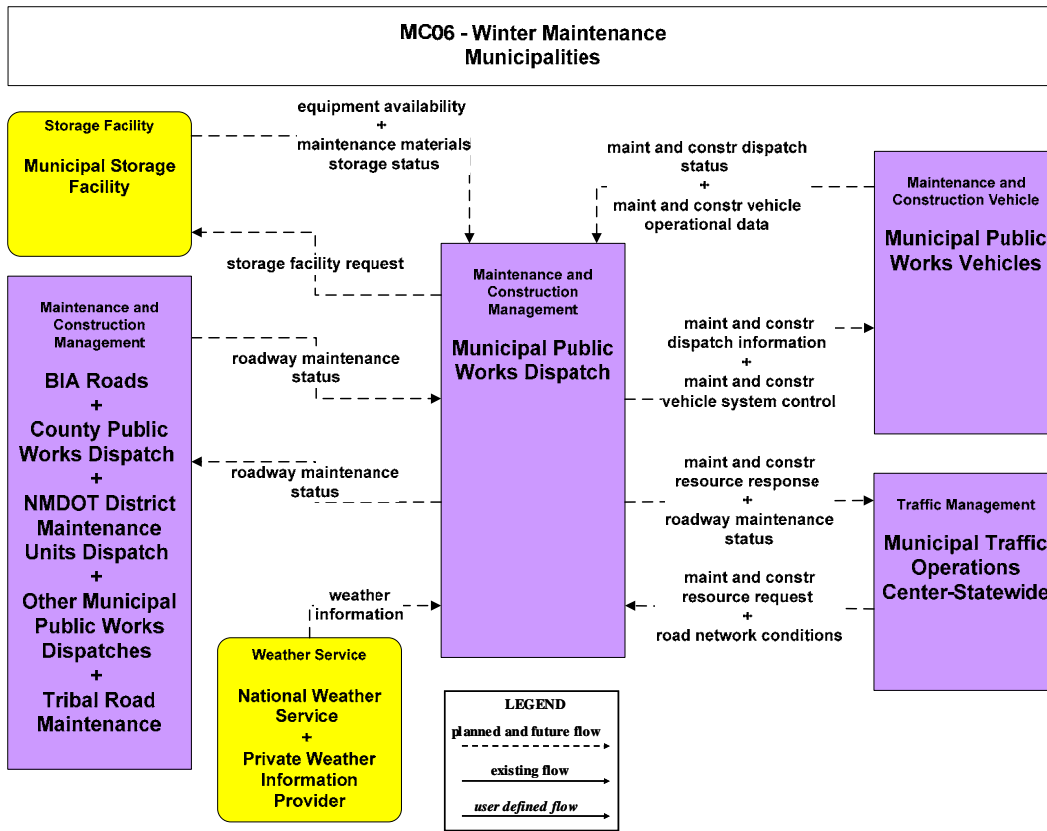 MC06 - Winter Maintenance
Municipalities
Storage Facility
Municipal Storage
Facility
equipment availability
+
maintenance materials
storage status
storage facility request
maint and constr dispatch
status
+
maint and constr vehicle
operational data
Maintenance and
Construction Vehicle
Municipal Public
Works Vehicles
Maintenance and
Construction
Management
BIA Roads
+
County Public
Works Dispatch
+
NMDOT District
Maintenance
Units Dispatch
+
Other Municipal
Public Works
Dispatches
+
Tribal Road
Maintenance
roadway maintenance
status
roadway maintenance
status
Maintenance and
Construction
Management
Municipal Public
Works Dispatch
maint and constr
dispatch information
+
maint and constr
vehicle system control
maint and constr
resource response
+
roadway maintenance
status
maint and constr
resource request
+
road network conditions
Traffic Management
Municipal Traffic
Operations
Center-Statewide
weather
information
Weather Service
National Weather
Service
+
Private Weather
Information
Provider
LEGEND
planned and future flow
existing flow
user defined flow